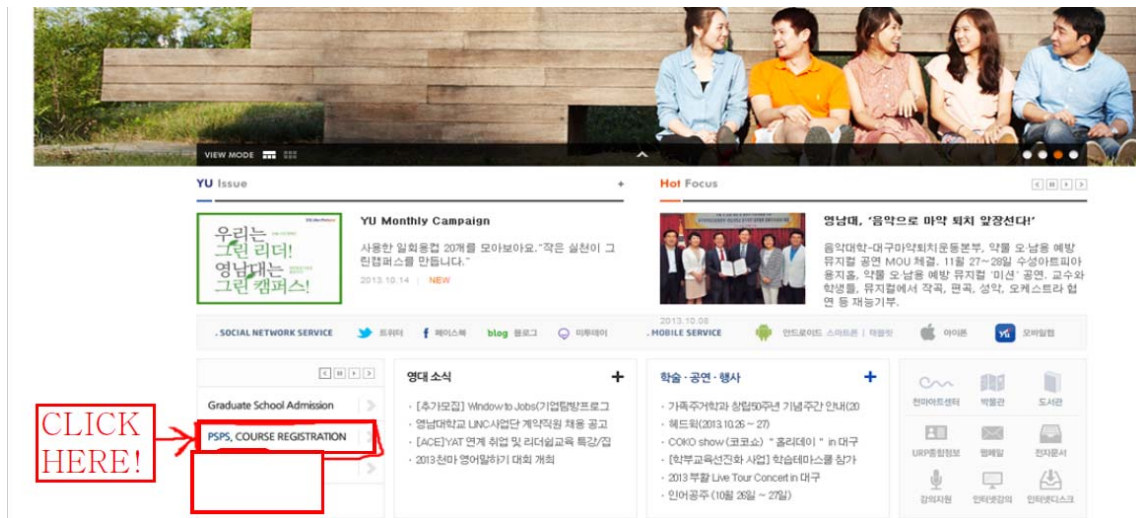 VIEW MODE
YU Issue
우리는
그린 리더!
영남대는
그린 캠퍼스!
YU Monthly Campaign
사용한 일회용컵 20개를 모아보아요."작은 실천이 그
린캠퍼스를 만듭니다."
2013.10.14 | NEW
Hot Focus
영남대, '음악으로 마약 퇴치 앞장선다!'
음악대학-대구마약퇴치운동본부, 약물 오·남용 예방
뮤지컬 공연 MOU 체결. 11월 27~28일 수성아트피아
용지홀, 약물 오·남용 예방 뮤지컬 '미션' 공연. 교수와
학생들, 뮤지컬에서 작곡, 편곡, 성악, 오케스트라 협
연 등 재능기부.
2013.10.08
. SOCIAL NETWORK SERVICE 트위터 페이스북 blog 블로그 미투데이
. MOBILE SERVICE 안드로이드 스마트폰 | 태블릿 아이폰 YU 모바일웹
CLICK
HERE!
Graduate School Admission
PSPS, COURSE REGISTRATION
영대 소식
· [추가모집] Window to Jobs(기업탐방프로그
· 영남대학교 LINC사업단 계약직원 채용 공고
· [ACE]YAT 연계 취업 및 리더쉽교육 특강/집
· 2013천마 영어말하기 대회 개최
학술·공연·행사
· 가족주거학과 창립50주년 기념주간 안내(20
· 헤드윅(2013.10.26 ~ 27)
· COKO show (코코쇼) " 홀리데이 " in 대구
· [학부교육선진화 사업] 학습테마스쿨 참가
· 2013 부활 Live Tour Concert in 대구
· 인어공주 (10월 26일 ~ 27일)
천마아트센터 박물관 도서관
URP종합정보 웹메일 전자문서
강의지원 인터넷강의 인터넷디스크